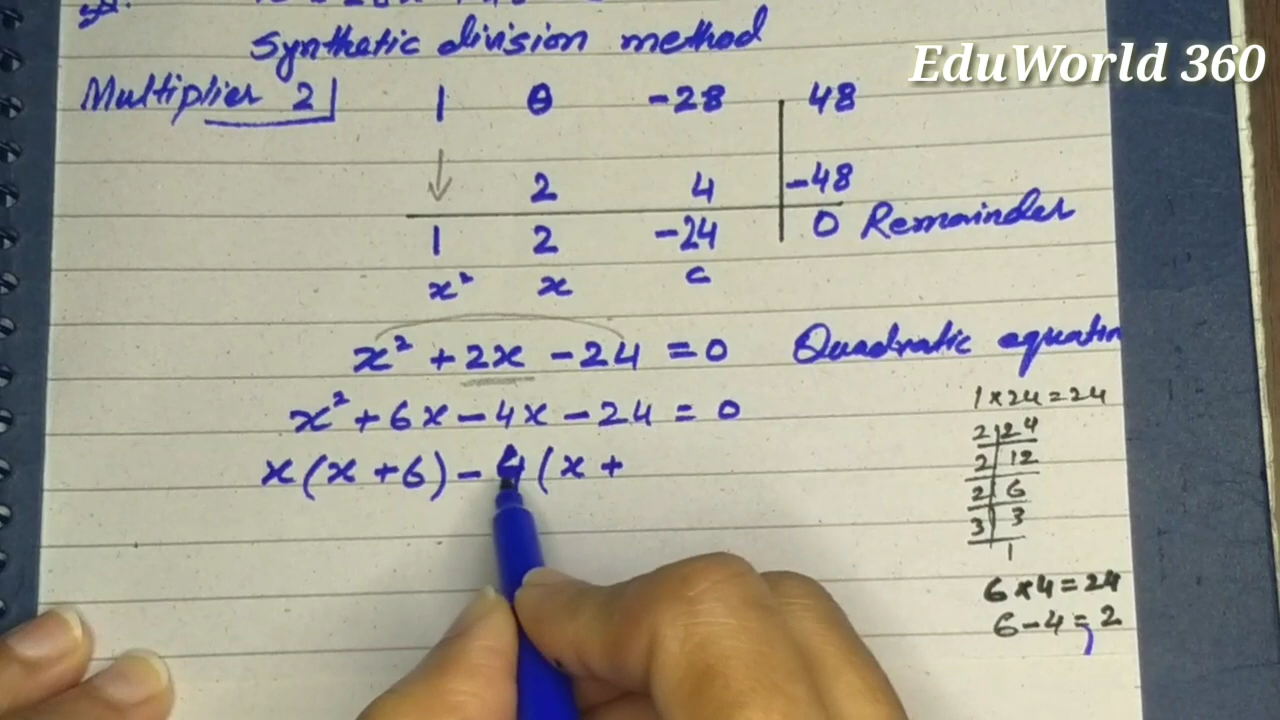 Synthetic division method
EduWorld 360
Multiplier 2 1 0 -28 48
2 4 -48
1 2 -24 0 Remainder
x² x c
x² + 2x - 24 = 0 Quadratic equation
x² + 6x - 4x - 24 = 0
x(x + 6) - 4(x +
1 × 24 = 24
2 24
2 12
2 6
3 3
1
6 × 4 = 24
6 - 4 = 2